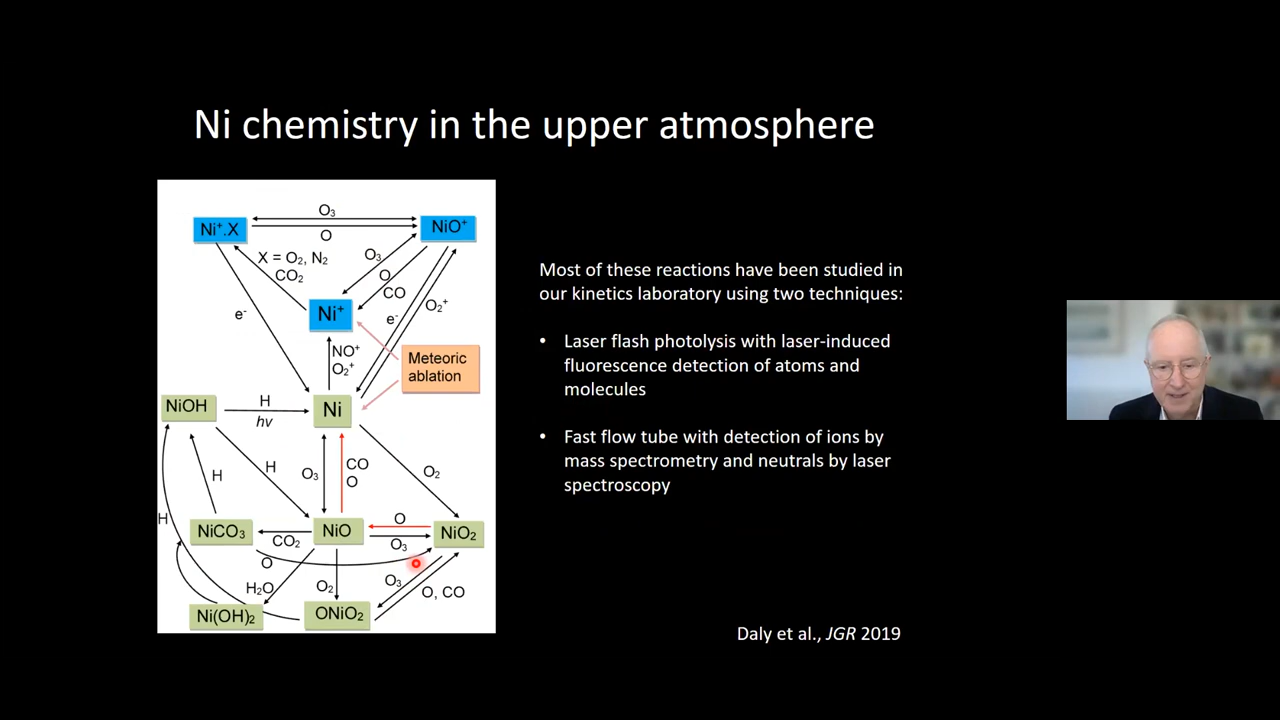 Ni chemistry in the upper atmosphere
O₃
Ni⁺.X
NiO⁺
O
X = O₂, N₂
CO₂
O₃
O
CO
Ni⁺
e⁻
e⁻
O₂⁺
NO⁺
O₂⁺
Meteoric
ablation
NiOH
H
hν
Ni
H
H
O₃
CO
O
O₂
H
NiCO₃
CO₂
NiO
O
O₃
NiO₂
O
H₂O
O₂
O₃
O, CO
Ni(OH)₂
ONiO₂
Most of these reactions have been studied in
our kinetics laboratory using two techniques:
• Laser flash photolysis with laser-induced
fluorescence detection of atoms and
molecules
• Fast flow tube with detection of ions by
mass spectrometry and neutrals by laser
spectroscopy
Daly et al., JGR 2019